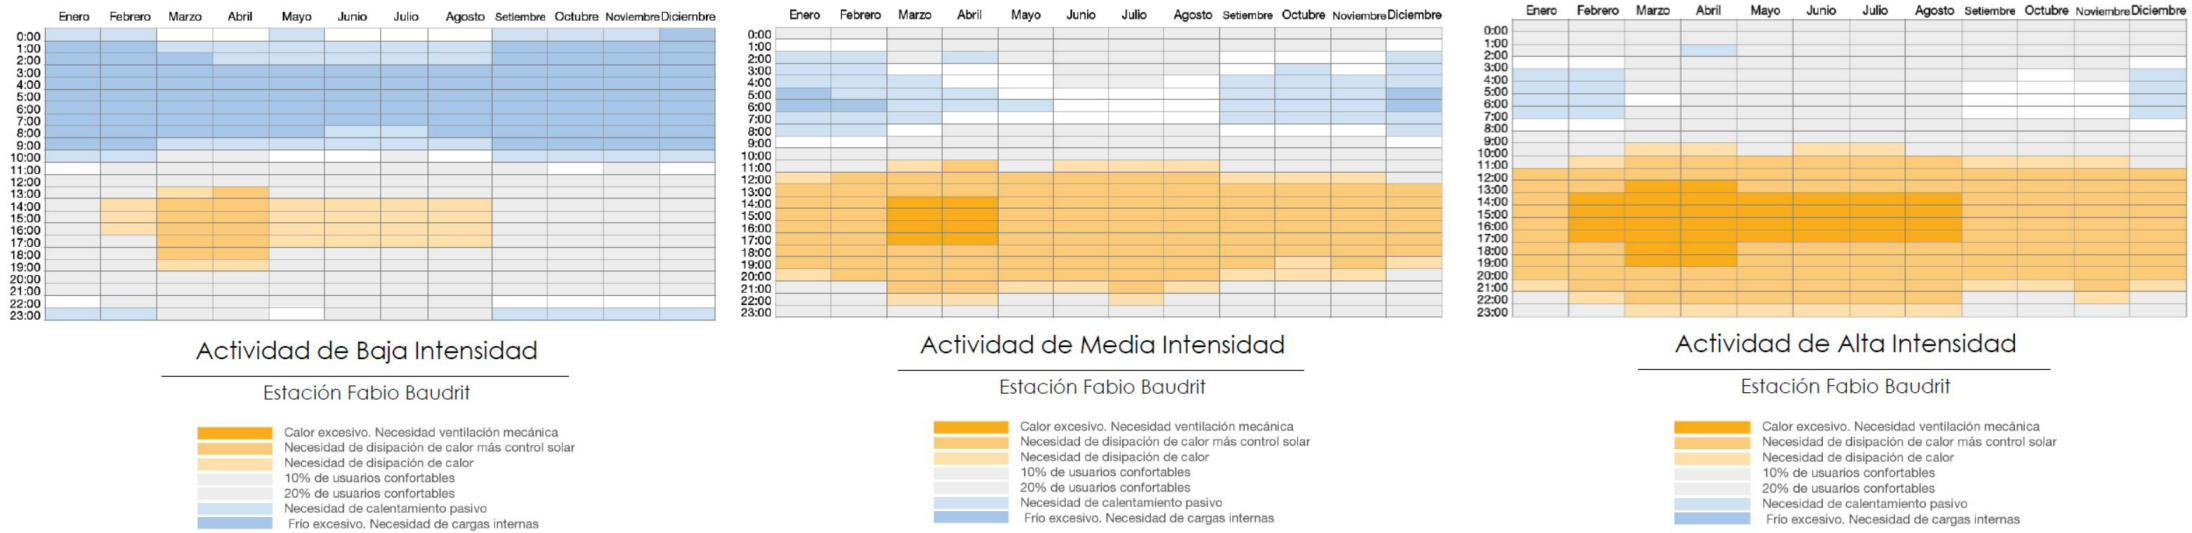 Enero Febrero Marzo Abril Mayo Junio Julio Agosto Setiembre Octubre Noviembre Diciembre
0:00
1:00
2:00
3:00
4:00
5:00
6:00
7:00
8:00
9:00
10:00
11:00
12:00
13:00
14:00
15:00
16:00
17:00
18:00
19:00
20:00
21:00
22:00
23:00
Actividad de Baja Intensidad
Estación Fabio Baudrit
Calor excesivo. Necesidad ventilación mecánica
Necesidad de disipación de calor más control solar
Necesidad de disipación de calor
10% de usuarios confortables
20% de usuarios confortables
Necesidad de calentamiento pasivo
Frío excesivo. Necesidad de cargas internas
Enero Febrero Marzo Abril Mayo Junio Julio Agosto Setiembre Octubre Noviembre Diciembre
0:00
1:00
2:00
3:00
4:00
5:00
6:00
7:00
8:00
9:00
10:00
11:00
12:00
13:00
14:00
15:00
16:00
17:00
18:00
19:00
20:00
21:00
22:00
23:00
Actividad de Media Intensidad
Estación Fabio Baudrit
Calor excesivo. Necesidad ventilación mecánica
Necesidad de disipación de calor más control solar
Necesidad de disipación de calor
10% de usuarios confortables
20% de usuarios confortables
Necesidad de calentamiento pasivo
Frío excesivo. Necesidad de cargas internas
Enero Febrero Marzo Abril Mayo Junio Julio Agosto Setiembre Octubre Noviembre Diciembre
0:00
1:00
2:00
3:00
4:00
5:00
6:00
7:00
8:00
9:00
10:00
11:00
12:00
13:00
14:00
15:00
16:00
17:00
18:00
19:00
20:00
21:00
22:00
23:00
Actividad de Alta Intensidad
Estación Fabio Baudrit
Calor excesivo. Necesidad ventilación mecánica
Necesidad de disipación de calor más control solar
Necesidad de disipación de calor
10% de usuarios confortables
20% de usuarios confortables
Necesidad de calentamiento pasivo
Frío excesivo. Necesidad de cargas internas